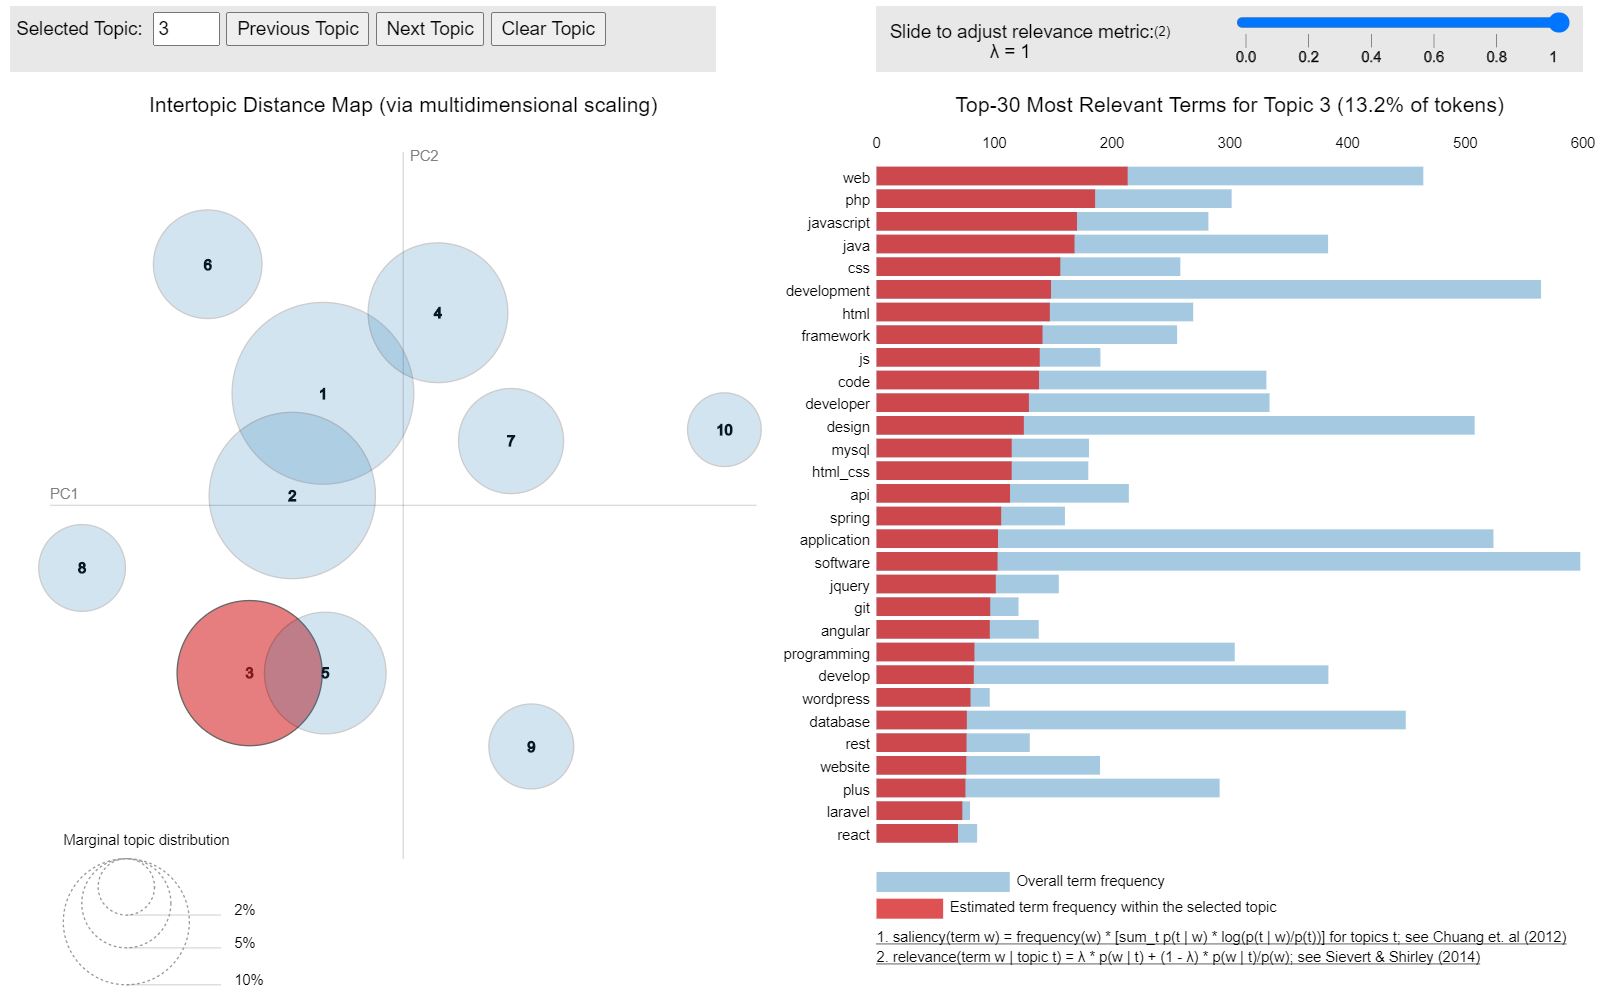 Selected Topic: 3 Previous Topic Next Topic Clear Topic
Slide to adjust relevance metric:(2)
λ = 1
0.0 0.2 0.4 0.6 0.8 1
Intertopic Distance Map (via multidimensional scaling)
PC2
PC1
6
4
1
7
10
2
8
3
5
9
Marginal topic distribution
2%
5%
10%
Top-30 Most Relevant Terms for Topic 3 (13.2% of tokens)
0 100 200 300 400 500 600
web
php
javascript
java
css
development
html
framework
js
code
developer
design
mysql
html_css
api
spring
application
software
jquery
git
angular
programming
develop
wordpress
database
rest
website
plus
laravel
react
Overall term frequency
Estimated term frequency within the selected topic
1. saliency(term w) = frequency(w) * [sum_t p(t | w) * log(p(t | w)/p(t))] for topics t; see Chuang et. al (2012)
2. relevance(term w | topic t) = λ * p(w | t) + (1 - λ) * p(w | t)/p(w); see Sievert & Shirley (2014)